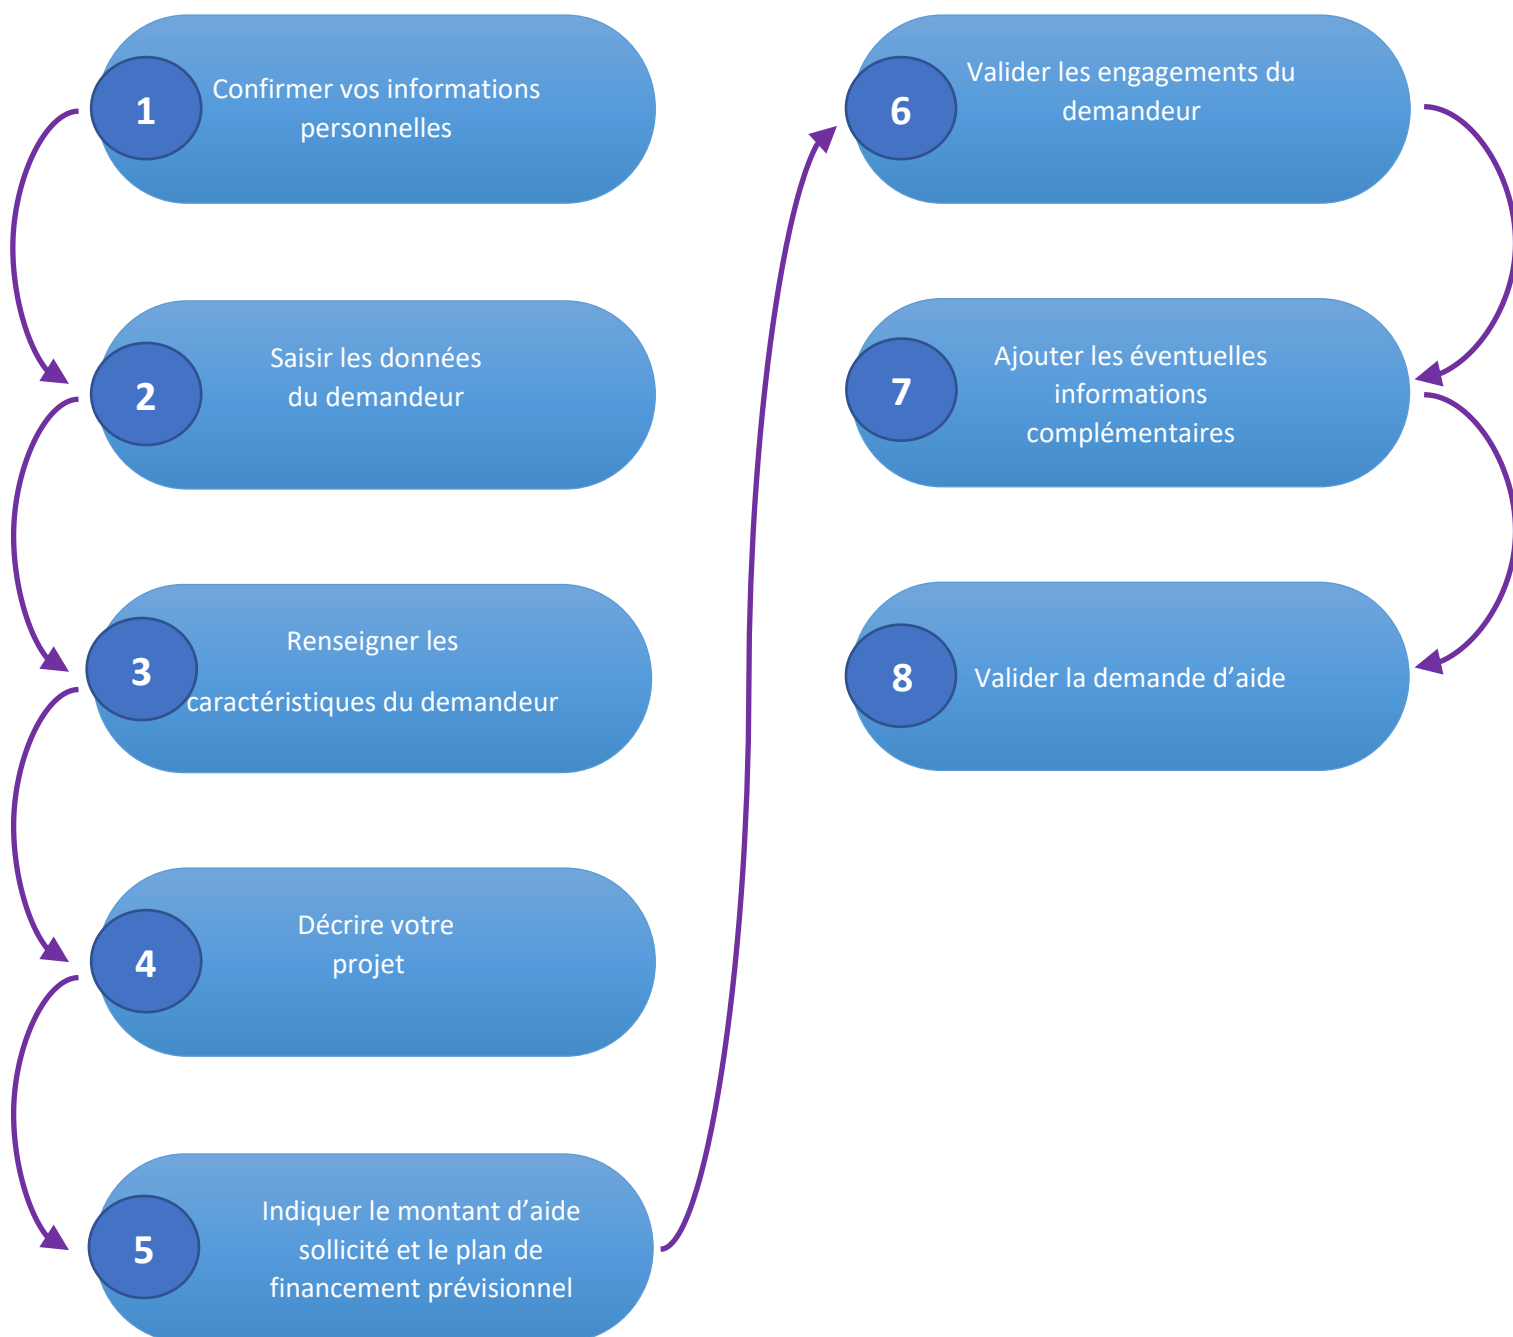 1
Confirmer vos informations
personnelles
2
Saisir les données
du demandeur
3
Renseigner les
caractéristiques du demandeur
4
Décrire votre
projet
5
Indiquer le montant d’aide
sollicité et le plan de
financement prévisionnel
6
Valider les engagements du
demandeur
7
Ajouter les éventuelles
informations
complémentaires
8
Valider la demande d’aide